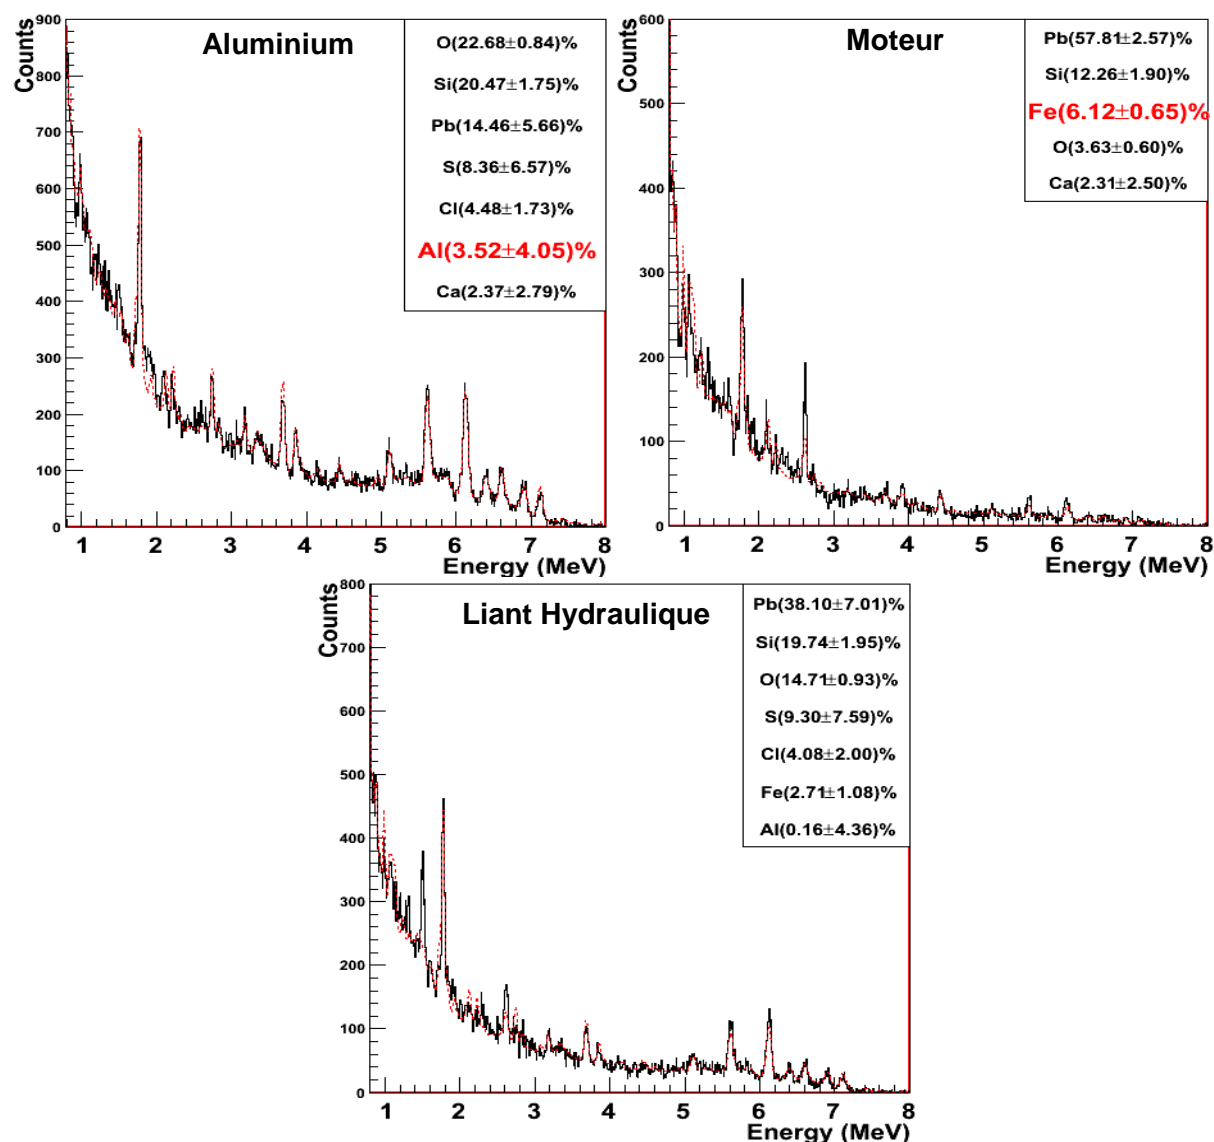 Aluminium
O(22.68±0.84)%
Si(20.47±1.75)%
Pb(14.46±5.66)%
S(8.36±6.57)%
Cl(4.48±1.73)%
Al(3.52±4.05)%
Ca(2.37±2.79)%
Counts
900
800
700
600
500
400
300
200
100
0
1 2 3 4 5 6 7 8
Energy (MeV)
Moteur
Pb(57.81±2.57)%
Si(12.26±1.90)%
Fe(6.12±0.65)%
O(3.63±0.60)%
Ca(2.31±2.50)%
Counts
600
500
400
300
200
100
0
1 2 3 4 5 6 7 8
Energy (MeV)
Liant Hydraulique
Pb(38.10±7.01)%
Si(19.74±1.95)%
O(14.71±0.93)%
S(9.30±7.59)%
Cl(4.08±2.00)%
Fe(2.71±1.08)%
Al(0.16±4.36)%
Counts
800
700
600
500
400
300
200
100
0
1 2 3 4 5 6 7 8
Energy (MeV)